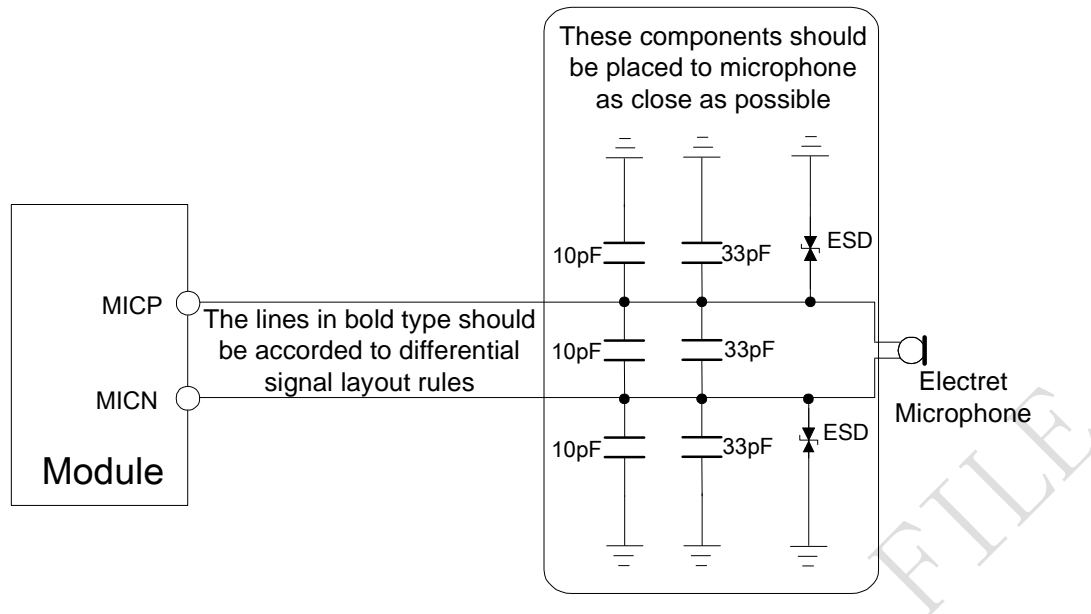 These components should
be placed to microphone
as close as possible
10pF
33pF
ESD
MICP
The lines in bold type should
be accorded to differential
signal layout rules
10pF
33pF
MICN
Electret
Microphone
10pF
33pF
ESD
Module
FILE